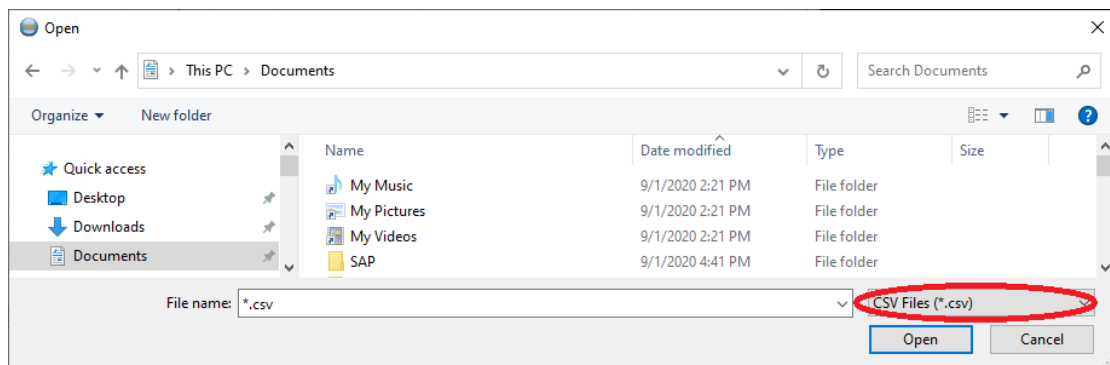 Open
This PC > Documents
Search Documents
Organize
New folder
Name Date modified Type Size
Quick access
Desktop
Downloads
Documents
My Music 9/1/2020 2:21 PM File folder
My Pictures 9/1/2020 2:21 PM File folder
My Videos 9/1/2020 2:21 PM File folder
SAP 9/1/2020 4:41 PM File folder
File name: *.csv CSV Files (*.csv)
Open Cancel